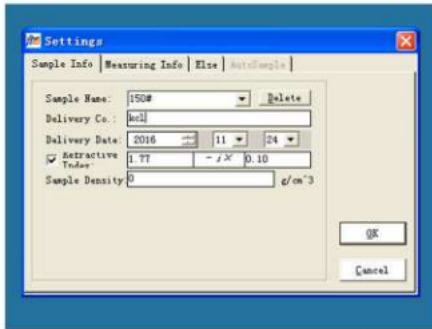 Settings
Sample Info Measuring Info Else AutoSample
Sample Name: 150# Delete
Delivery Co.: kcl
Delivery Date: 2016 11 24
Refractive Index: 1.77 - i× 0.10
Sample Density 0 g/cm^3
OK
Cancel